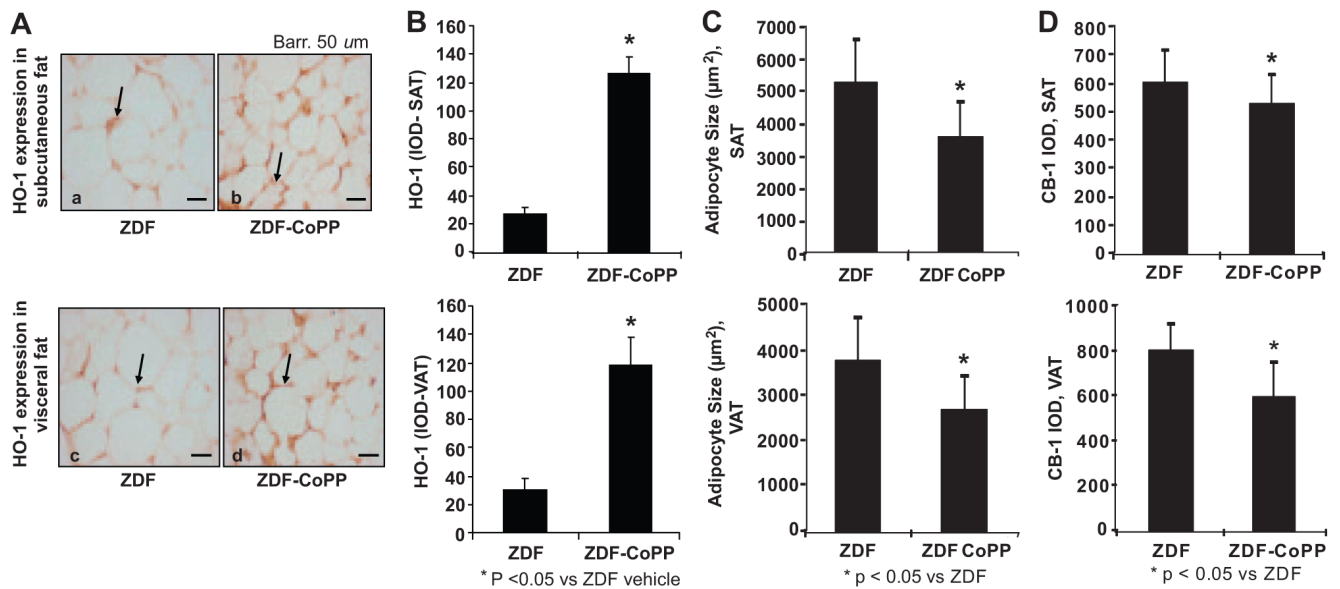 A
Barr. 50 um
HO-1 expression in
subcutaneous fat
a
b
ZDF
ZDF-CoPP
HO-1 expression in
visceral fat
c
d
ZDF
ZDF-CoPP
B
HO-1 (IOD- SAT)
160
140
120
100
80
60
40
20
0
*
ZDF
ZDF-CoPP
HO-1 (IOD-VAT)
160
140
120
100
80
60
40
20
0
*
ZDF
ZDF-CoPP
* P <0.05 vs ZDF vehicle
C
Adipocyte Size (µm²),
SAT
7000
6000
5000
4000
3000
2000
1000
0
*
ZDF
ZDF CoPP
Adipocyte Size (µm²),
VAT
5000
4000
3000
2000
1000
0
*
ZDF
ZDF CoPP
* p < 0.05 vs ZDF
D
CB-1 IOD, SAT
800
700
600
500
400
300
200
100
0
*
ZDF
ZDF-CoPP
CB-1 IOD, VAT
1000
800
600
400
200
0
*
ZDF
ZDF-CoPP
* p < 0.05 vs ZDF